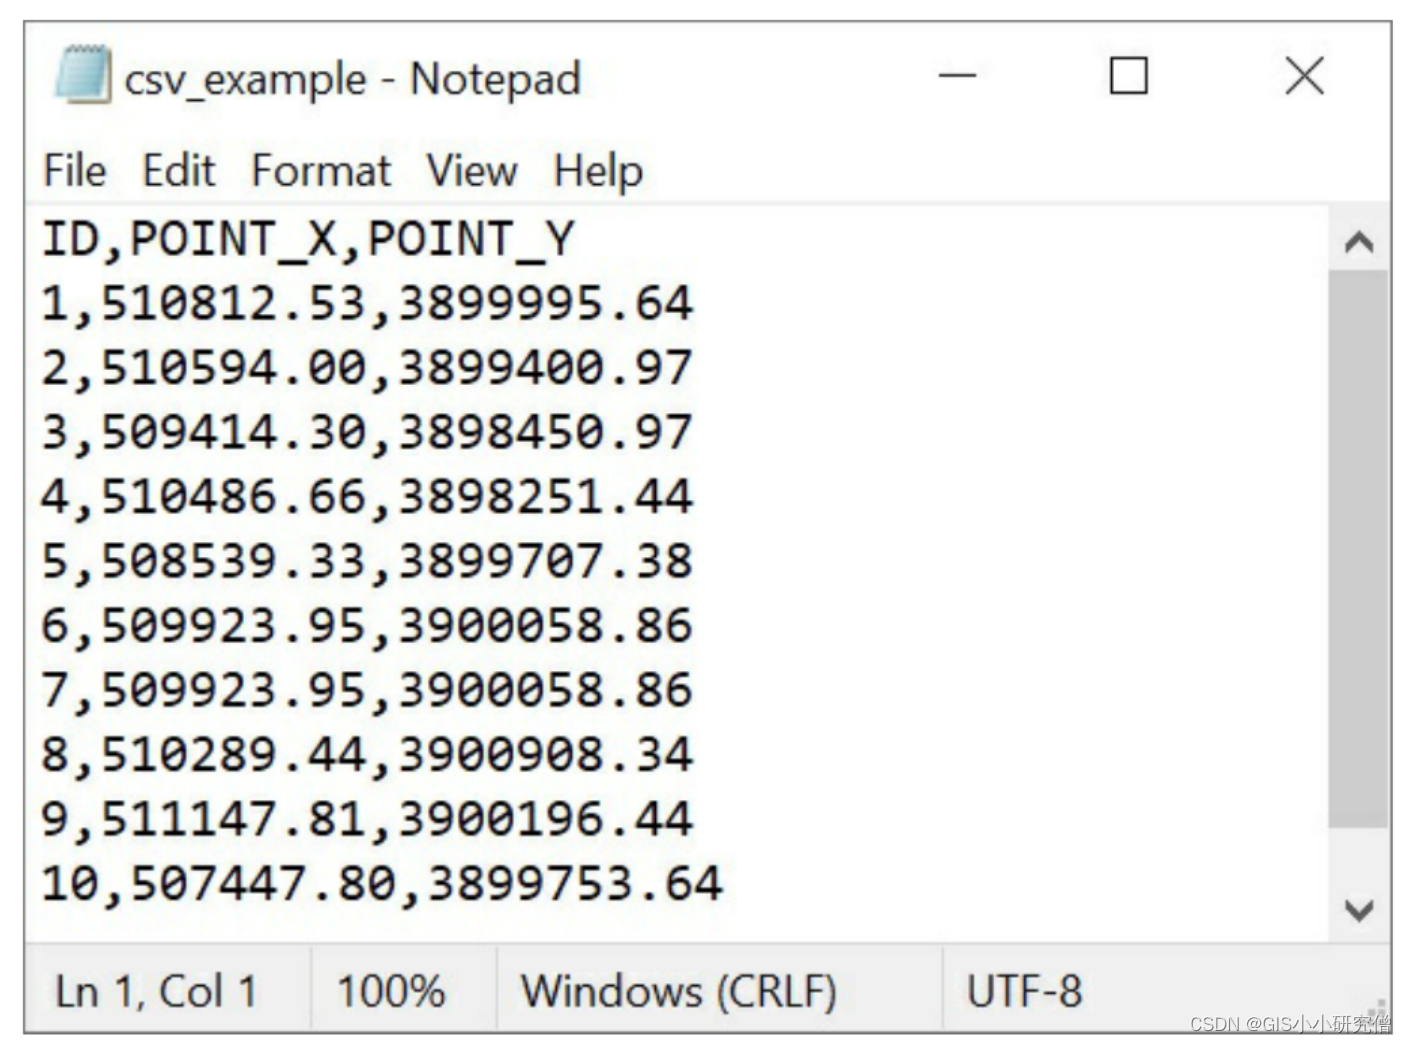 csv_example - Notepad
File Edit Format View Help
ID,POINT_X,POINT_Y
1,510812.53,3899995.64
2,510594.00,3899400.97
3,509414.30,3898450.97
4,510486.66,3898251.44
5,508539.33,3899707.38
6,509923.95,3900058.86
7,509923.95,3900058.86
8,510289.44,3900908.34
9,511147.81,3900196.44
10,507447.80,3899753.64
Ln 1, Col 1 100% Windows (CRLF) UTF-8
CSDN @GIS小小研究僧